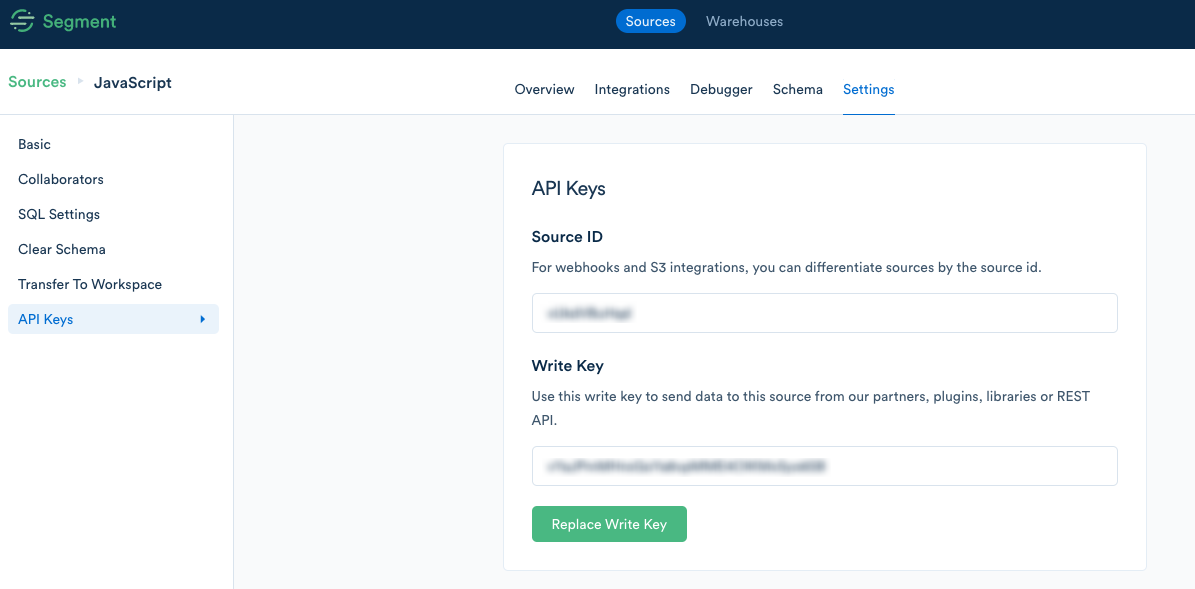 Segment
Sources
Warehouses
Sources
JavaScript
Overview
Integrations
Debugger
Schema
Settings
Basic
Collaborators
SQL Settings
Clear Schema
Transfer To Workspace
API Keys
API Keys
Source ID
For webhooks and S3 integrations, you can differentiate sources by the source id.
Write Key
Use this write key to send data to this source from our partners, plugins, libraries or REST
API.
Replace Write Key